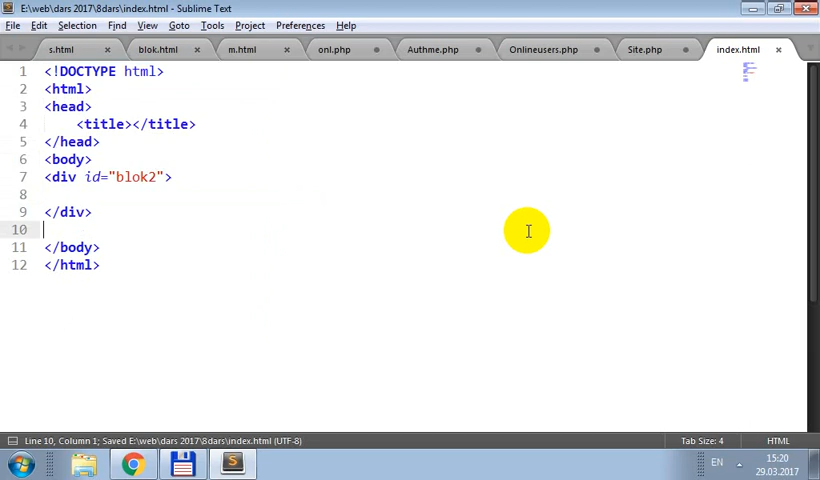 E:\web\dars 2017\8dars\index.html - Sublime Text
File Edit Selection Find View Goto Tools Project Preferences Help
s.html blok.html m.html onl.php Authme.php Onlineusers.php Site.php index.html
1 <!DOCTYPE html>
2 <html>
3 <head>
4 <title></title>
5 </head>
6 <body>
7 <div id="blok2">
8
9 </div>
10
11 </body>
12 </html>
Line 10, Column 1; Saved E:\web\dars 2017\8dars\index.html (UTF-8) Tab Size: 4 HTML
EN 15:20
29.03.2017